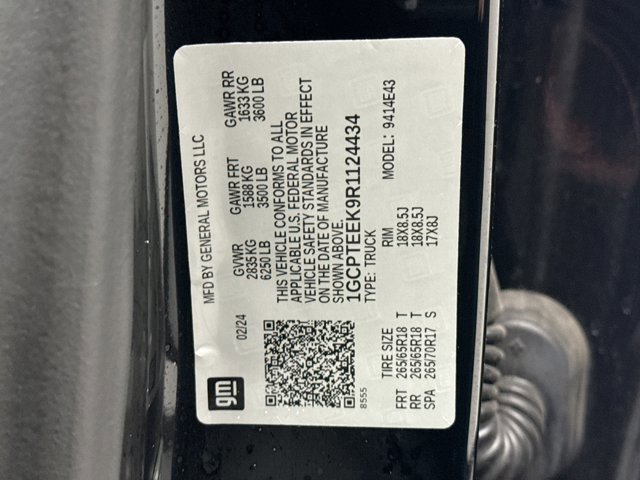 gm
MFD BY GENERAL MOTORS LLC
02/24
GVWR GAWR FRT GAWR RR
2835 KG 1588 KG 1633 KG
6250 LB 3500 LB 3600 LB
THIS VEHICLE CONFORMS TO ALL
APPLICABLE U.S. FEDERAL MOTOR
VEHICLE SAFETY STANDARDS IN EFFECT
ON THE DATE OF MANUFACTURE
SHOWN ABOVE.
1GCPTEEK9R1124434
8555
TYPE: TRUCK MODEL: 9414E43
TIRE SIZE RIM
FRT 265/65R18 T 18X8.5J
RR 265/65R18 T 18X8.5J
SPA 265/70R17 S 17X8J